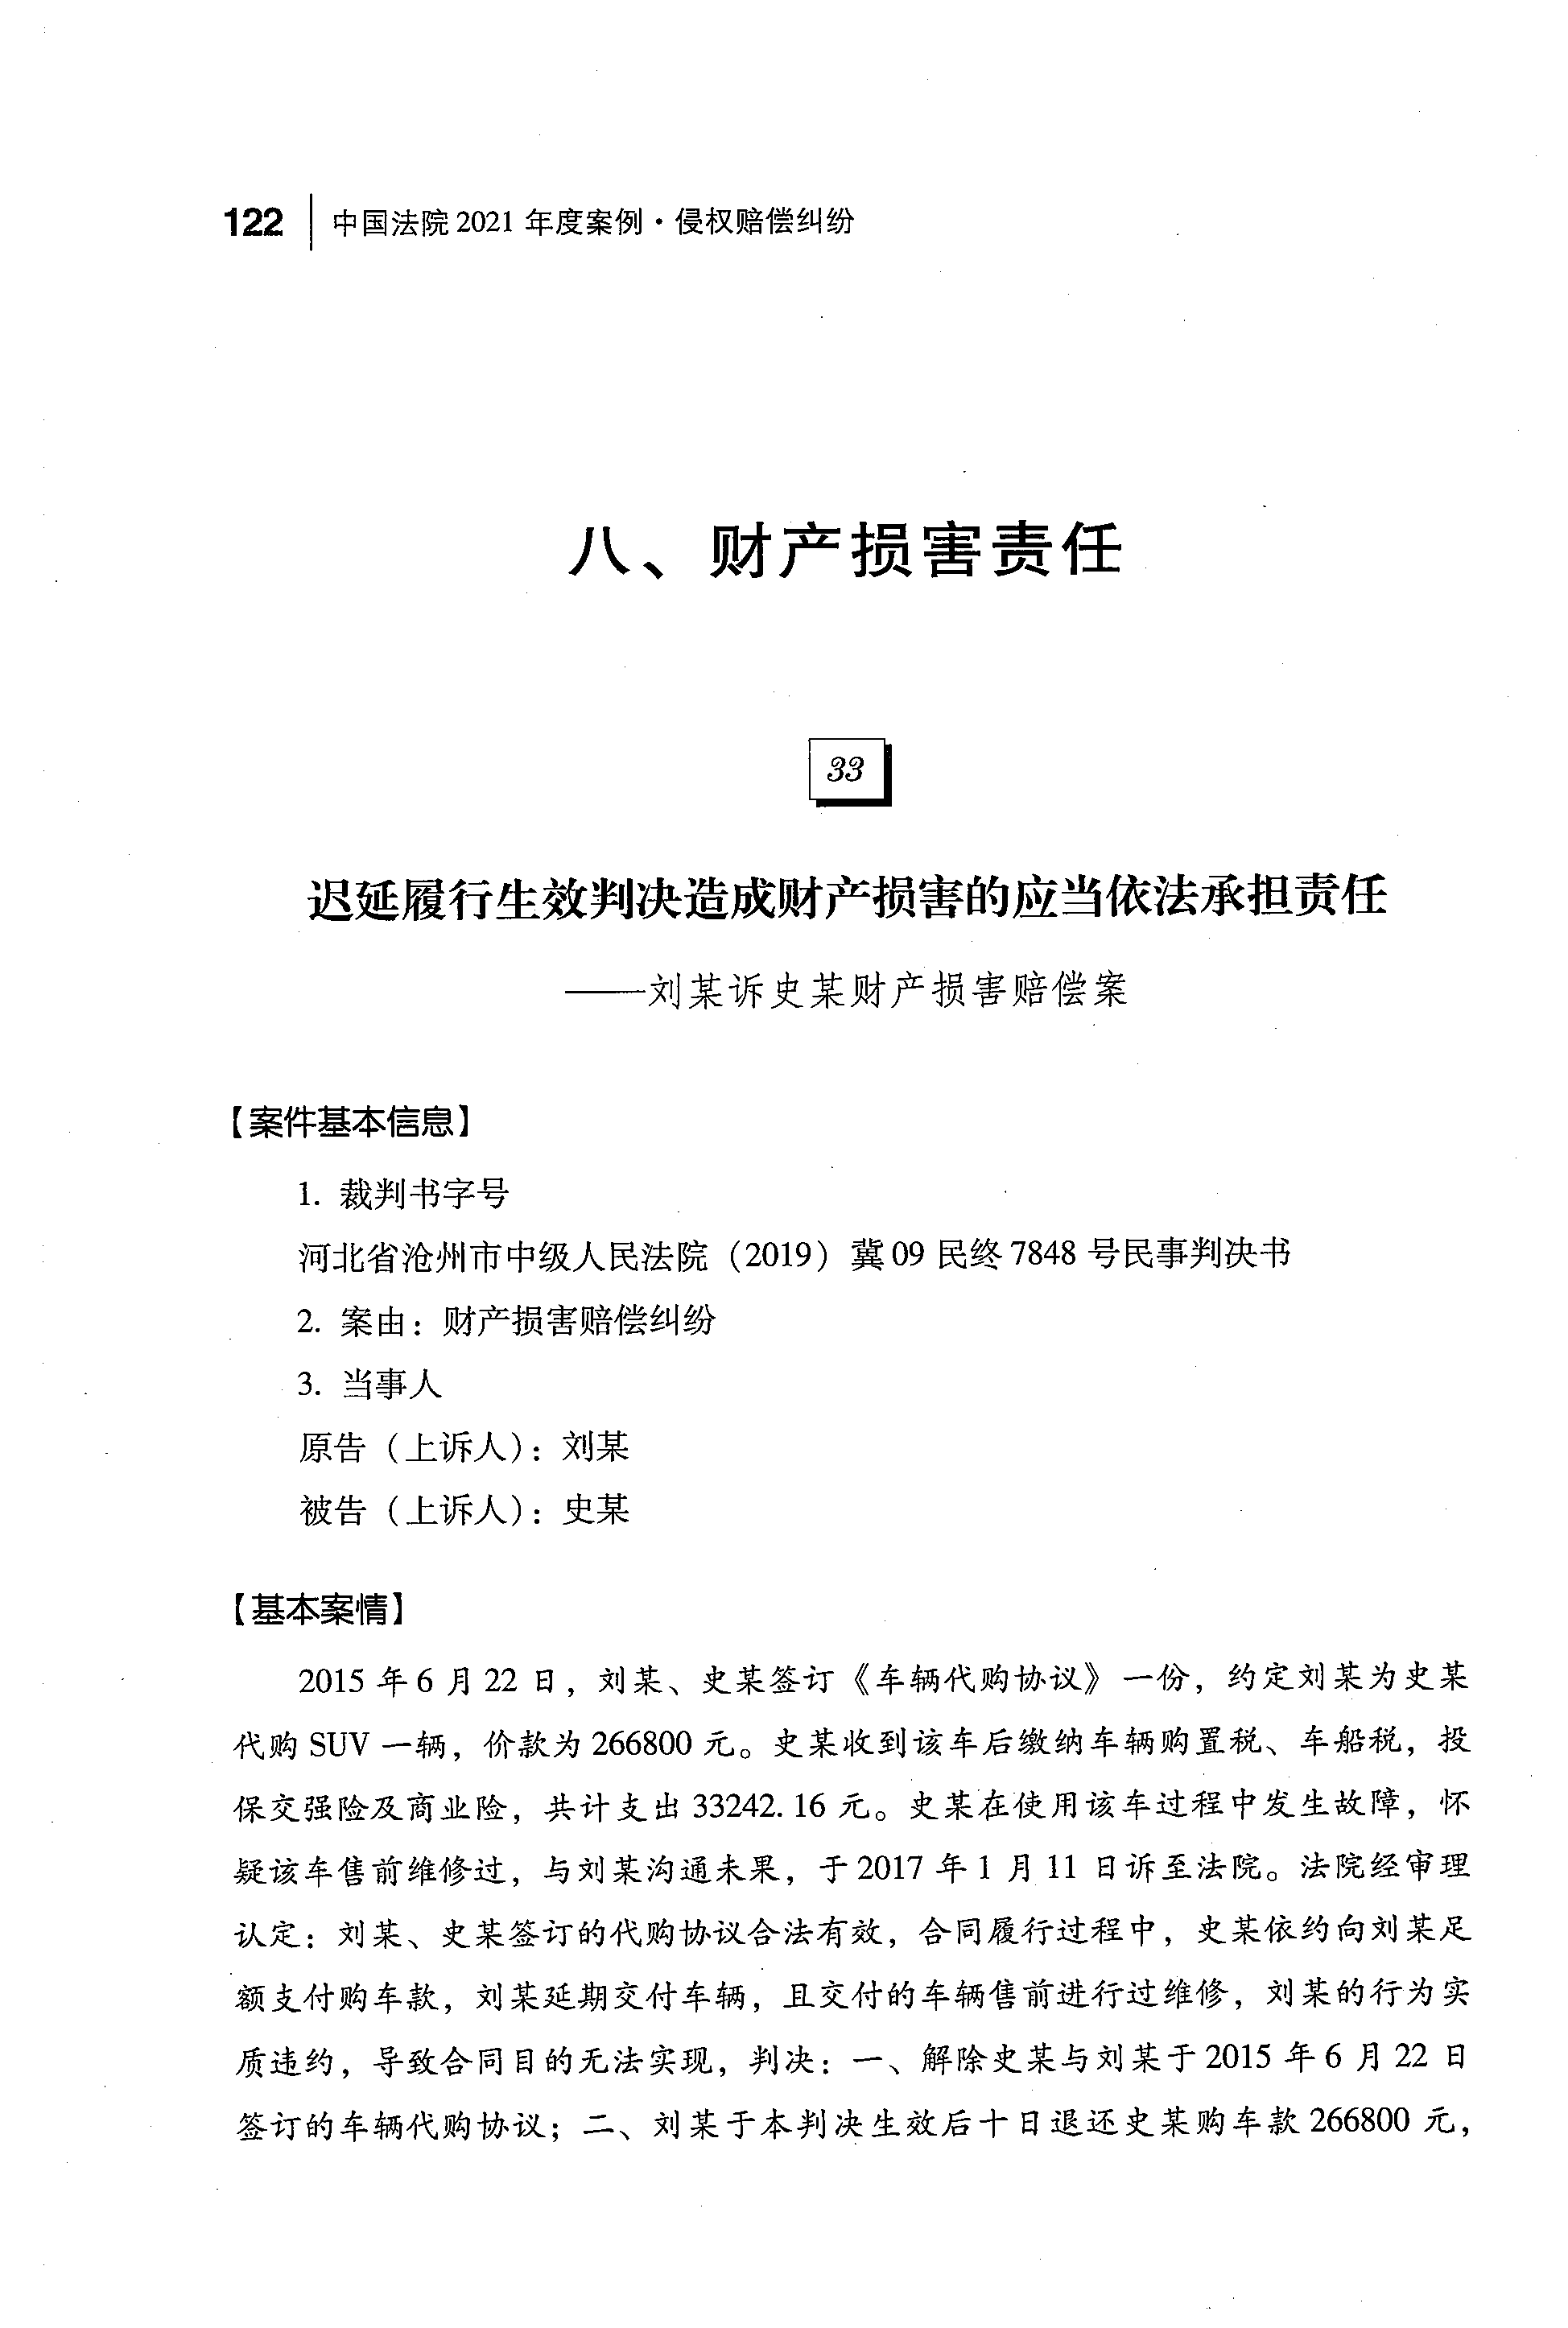 122 中国法院 2021 年度案例·侵权赔偿纠纷
八、财产损害责任
33
迟延履行生效判决造成财产损害的应当依法承担责任
——刘某诉史某财产损害赔偿案
【案件基本信息】
1. 裁判书字号
河北省沧州市中级人民法院（2019）冀 09 民终 7848 号民事判决书
2. 案由：财产损害赔偿纠纷
3. 当事人
原告（上诉人）：刘某
被告（上诉人）：史某
【基本案情】
2015 年 6 月 22 日，刘某、史某签订《车辆代购协议》一份，约定刘某为史某
代购 SUV 一辆，价款为 266800 元。史某收到该车后缴纳车辆购置税、车船税，投
保交强险及商业险，共计支出 33242.16 元。史某在使用该车过程中发生故障，怀
疑该车售前维修过，与刘某沟通未果，于 2017 年 1 月 11 日诉至法院。法院经审理
认定：刘某、史某签订的代购协议合法有效，合同履行过程中，史某依约向刘某足
额支付购车款，刘某延期交付车辆，且交付的车辆售前进行过维修，刘某的行为实
质违约，导致合同目的无法实现，判决：一、解除史某与刘某于 2015 年 6 月 22 日
签订的车辆代购协议；二、刘某于本判决生效后十日退还史某购车款 266800 元，